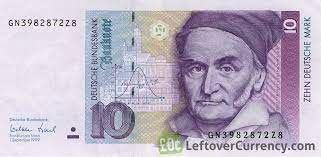 GN3982872Z8
10
DEUTSCHE BUNDESBANK
Banknote
ZEHN DEUTSCHE MARK
Deutsche Bundesbank
Frankfurt am Main
1. September 1999
10
GN3982872Z8
LeftoverCurrency.com